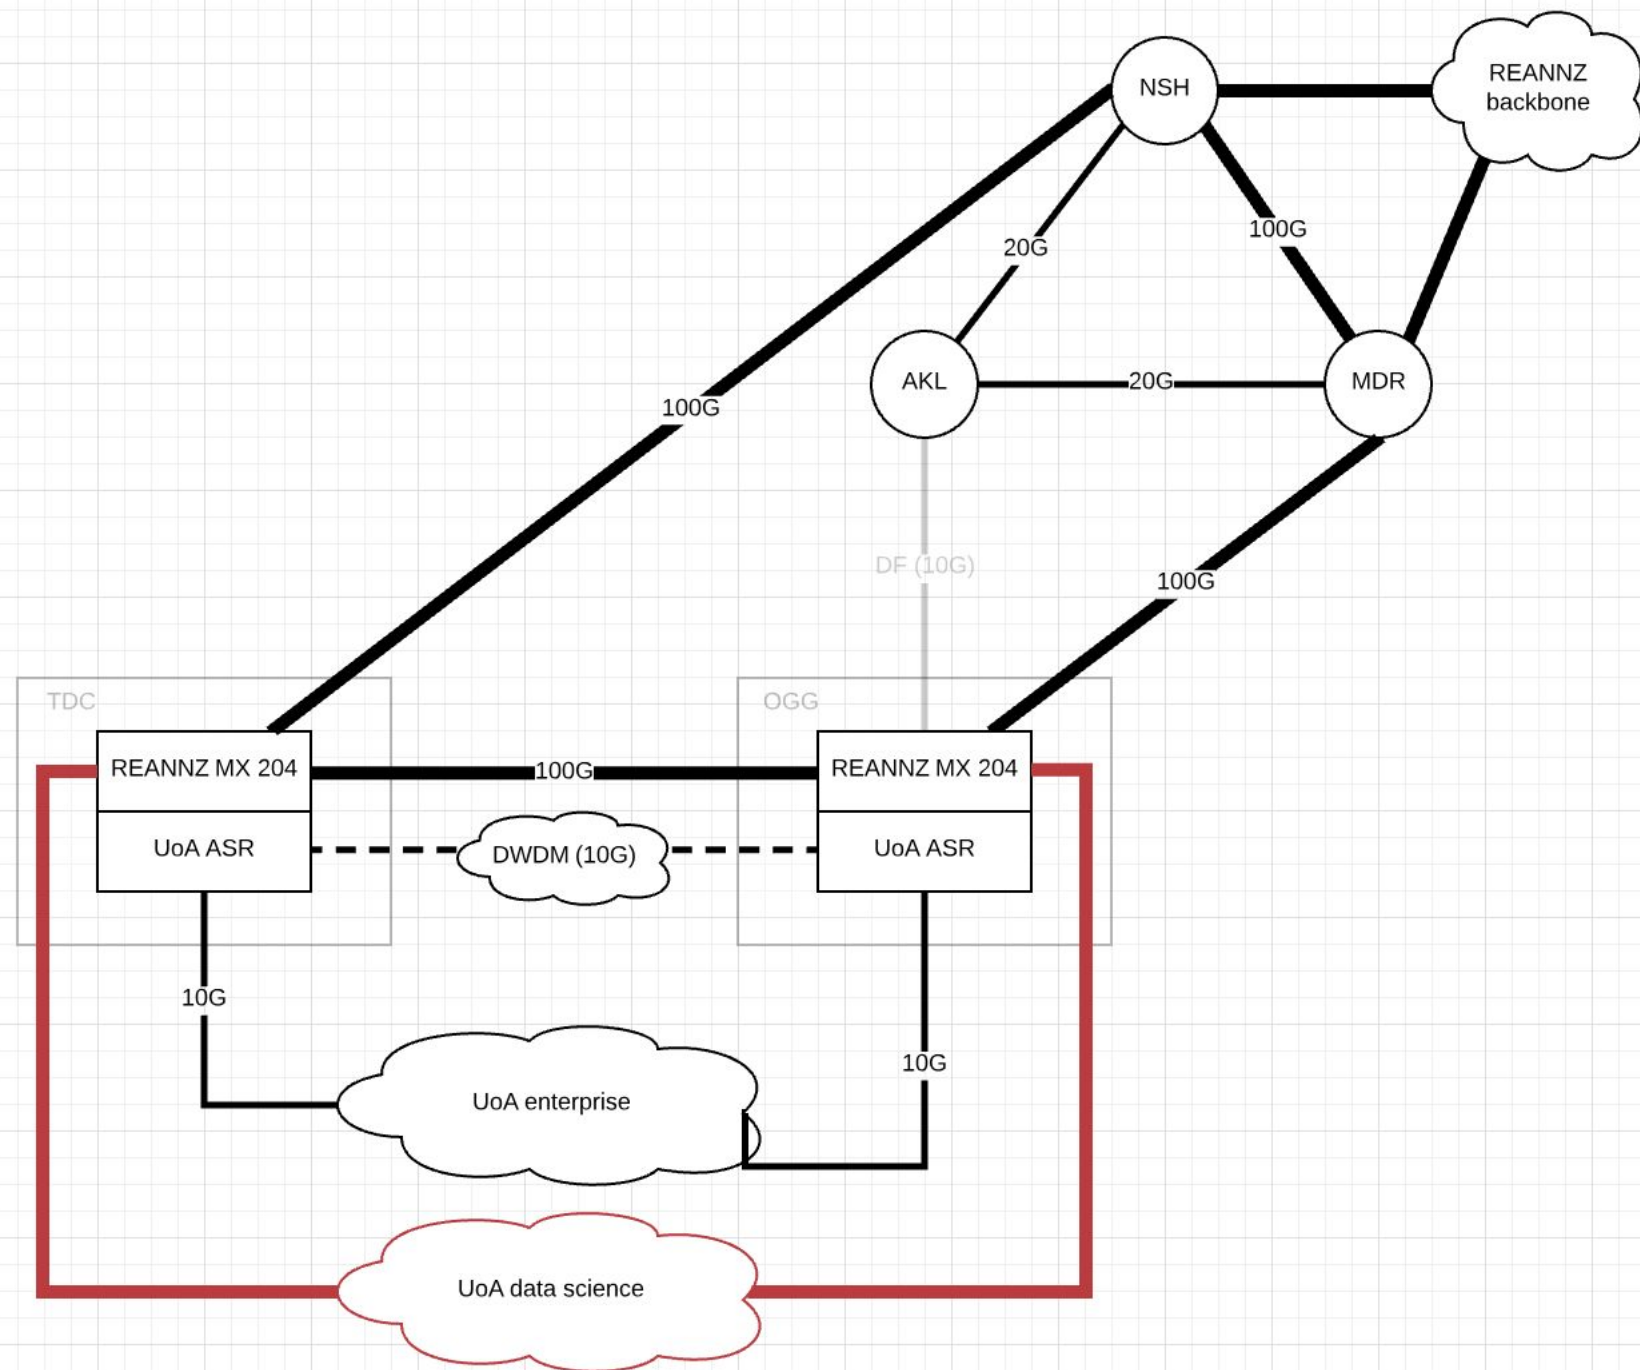 NSH
REANNZ
backbone
100G
20G
AKL
20G
MDR
100G
DF (10G)
100G
TDC
OGG
REANNZ MX 204
100G
REANNZ MX 204
UoA ASR
DWDM (10G)
UoA ASR
10G
10G
UoA enterprise
UoA data science